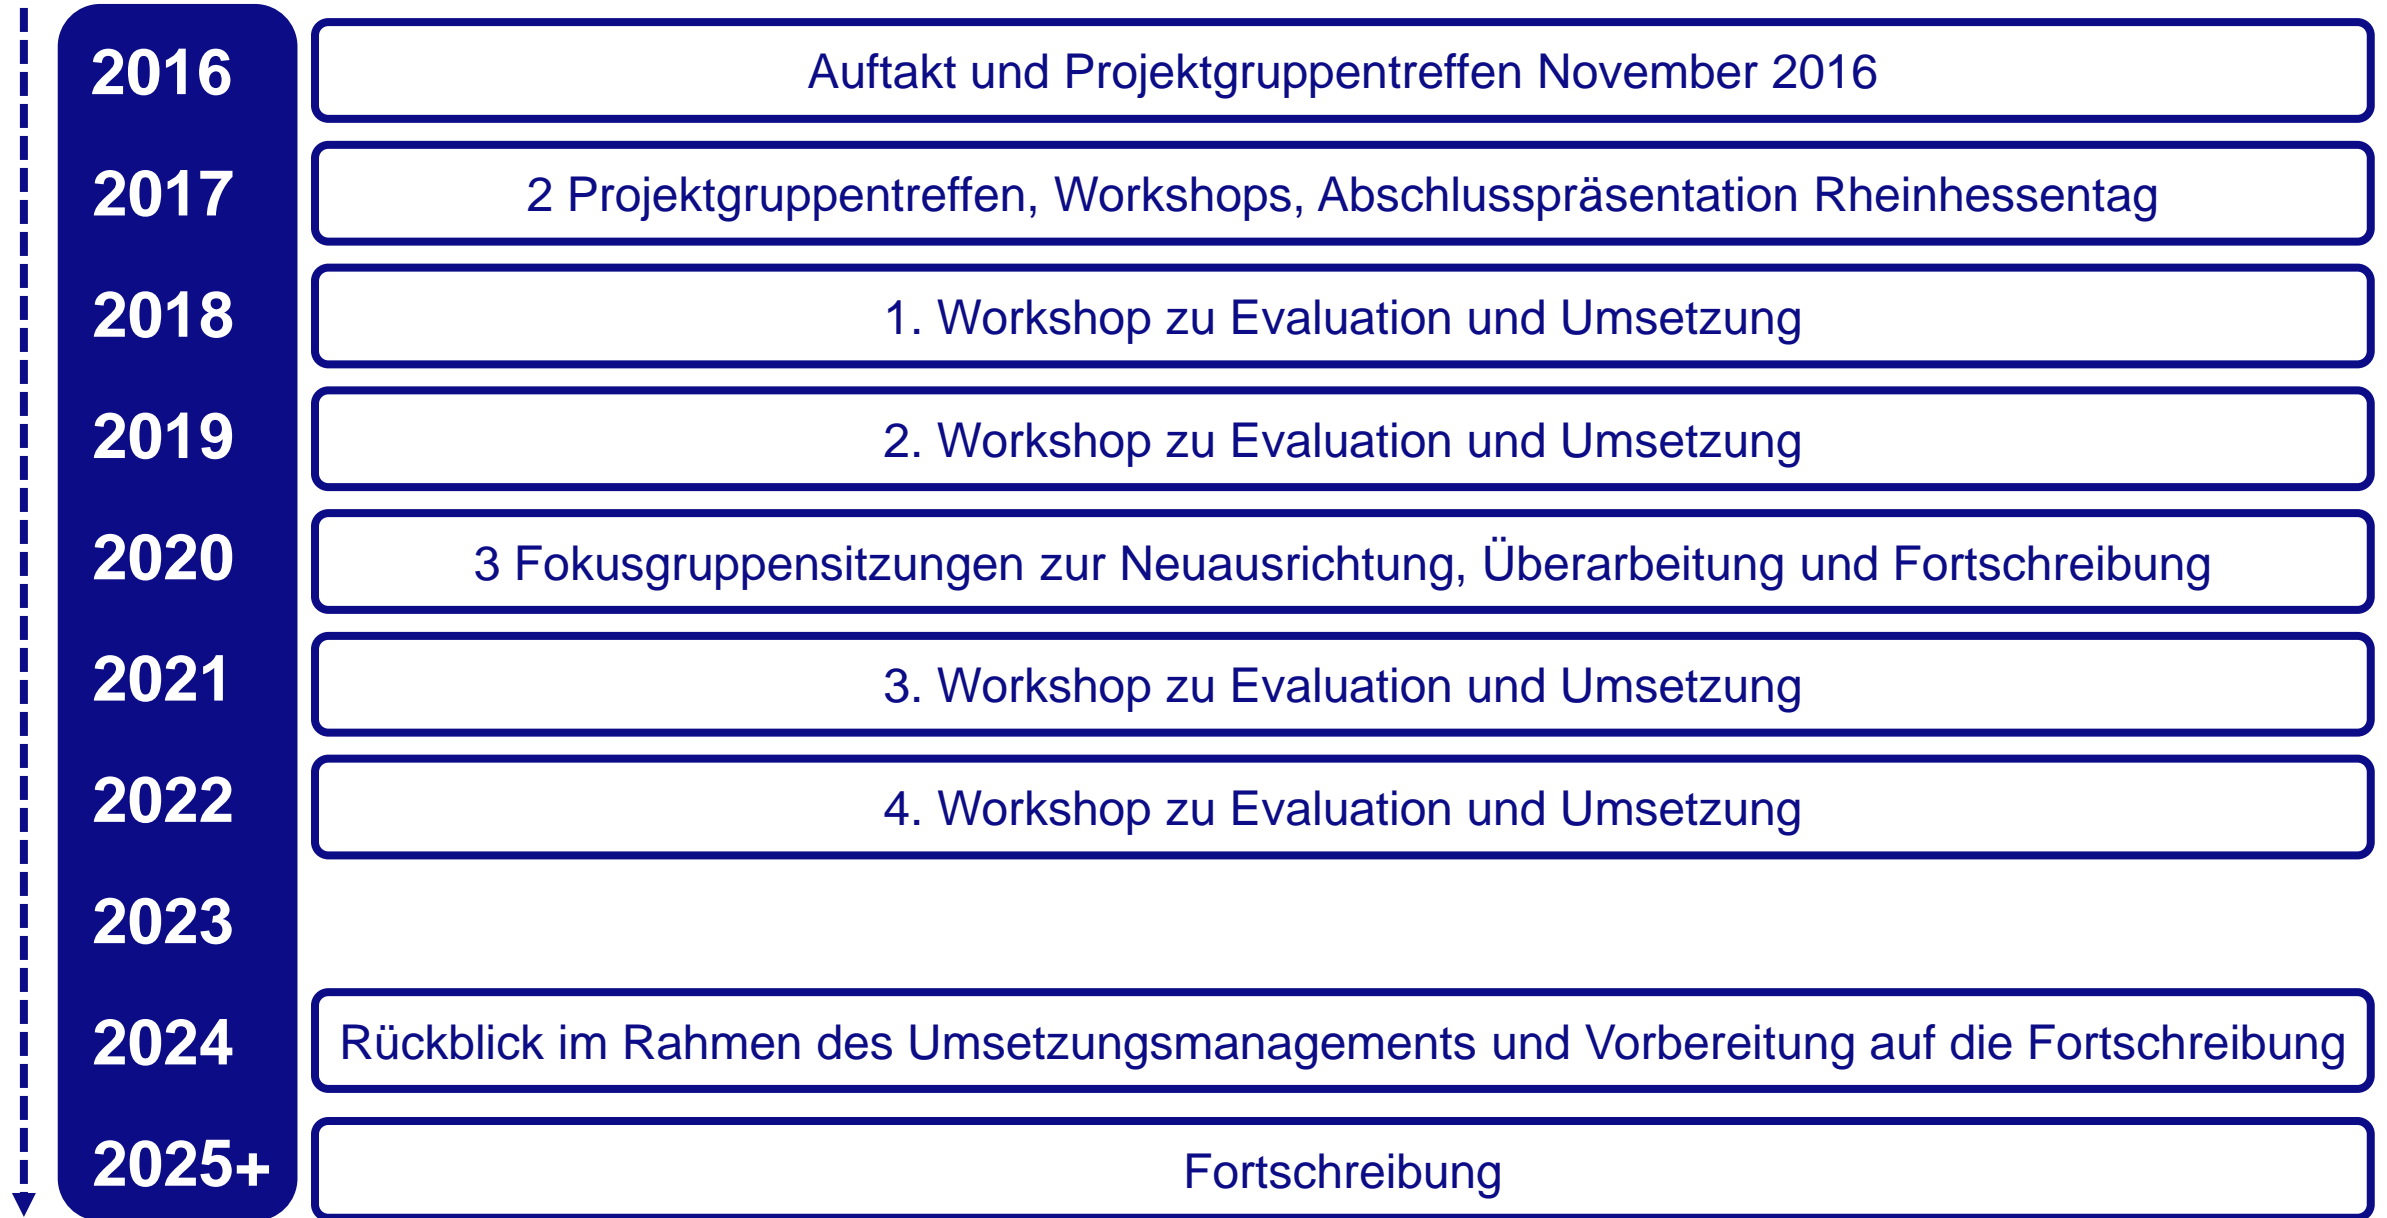 2016
Auftakt und Projektgruppentreffen November 2016
2017
2 Projektgruppentreffen, Workshops, Abschlusspräsentation Rheinhessentag
2018
1. Workshop zu Evaluation und Umsetzung
2019
2. Workshop zu Evaluation und Umsetzung
2020
3 Fokusgruppensitzungen zur Neuausrichtung, Überarbeitung und Fortschreibung
2021
3. Workshop zu Evaluation und Umsetzung
2022
4. Workshop zu Evaluation und Umsetzung
2023
2024
Rückblick im Rahmen des Umsetzungsmanagements und Vorbereitung auf die Fortschreibung
2025+
Fortschreibung